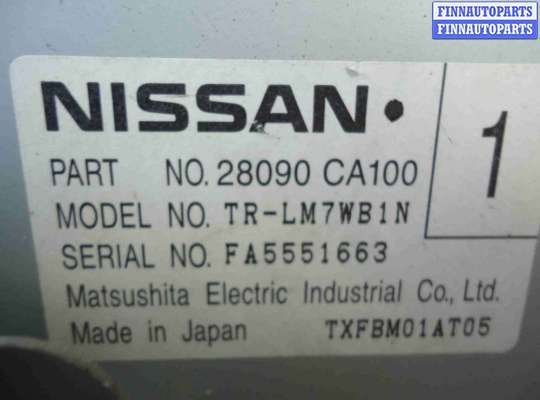 FINNAUTOPARTS
FINNAUTOPARTS
NISSAN
1
PART NO. 28090 CA100
MODEL NO. TR-LM7WB1N
SERIAL NO. FA5551663
Matsushita Electric Industrial Co., Ltd.
Made in Japan TXFBM01AT05